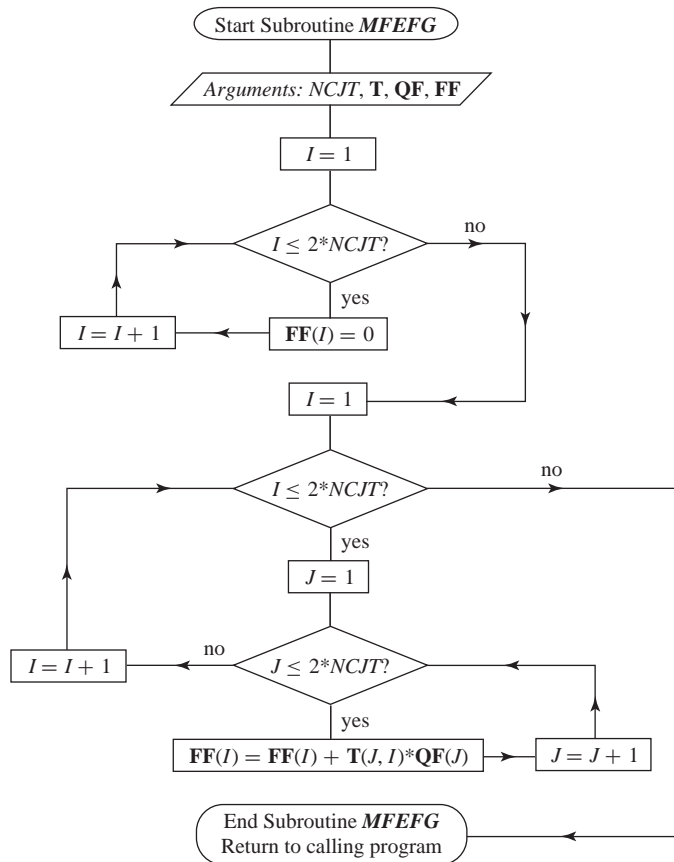 Start Subroutine MFEFG
Arguments: NCJT, T, QF, FF
I = 1
I ≤ 2*NCJT?
no
yes
I = I + 1
FF(I) = 0
I = 1
I ≤ 2*NCJT?
no
yes
J = 1
I = I + 1
no
J ≤ 2*NCJT?
yes
FF(I) = FF(I) + T(J, I)*QF(J)
J = J + 1
End Subroutine MFEFG
Return to calling program